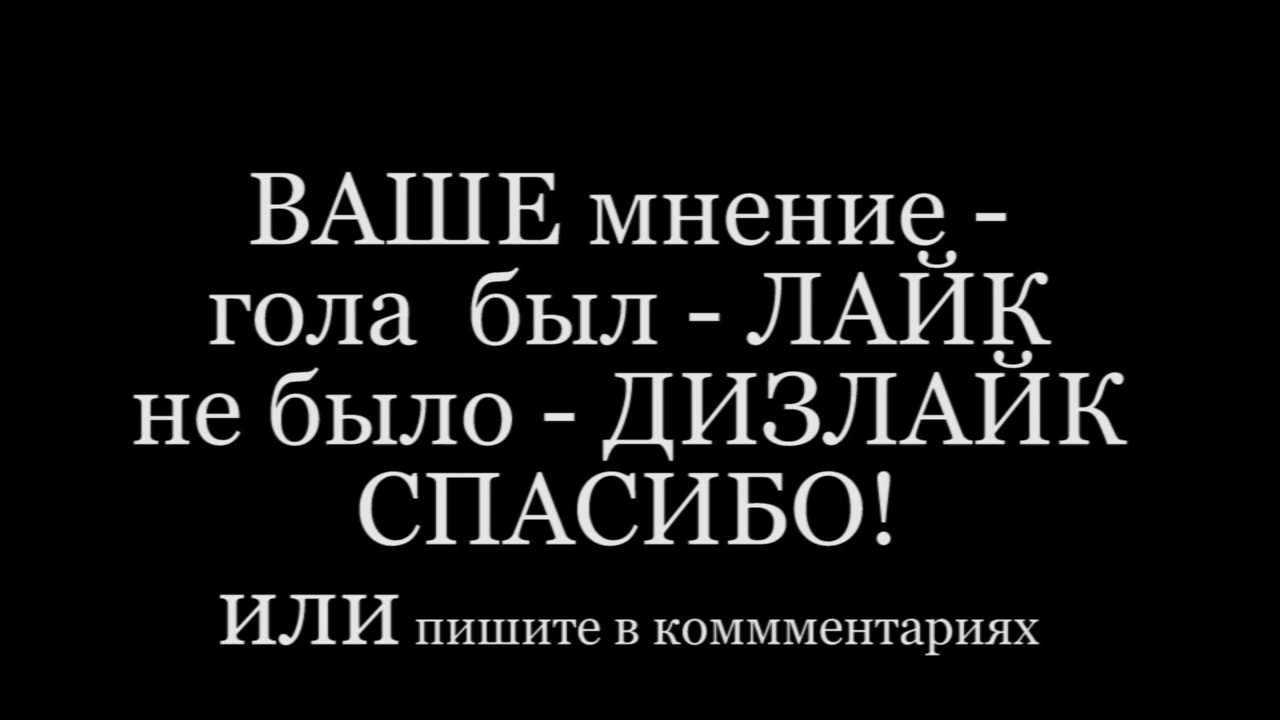 ВАШЕ мнение -
гола был - ЛАЙК
не было - ДИЗЛАЙК
СПАСИБО!
или пишите в коммментариях